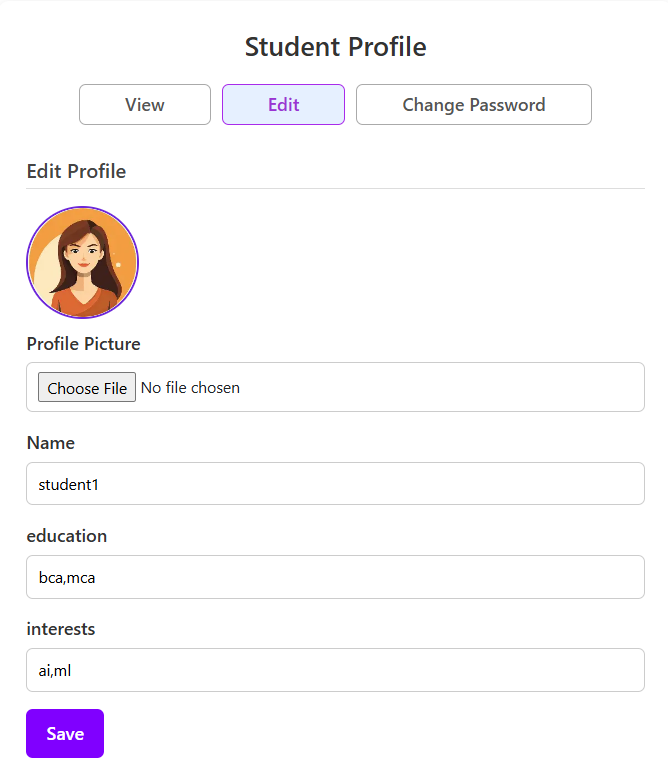 Student Profile
View Edit Change Password
Edit Profile
Profile Picture
Choose File No file chosen
Name
student1
education
bca,mca
interests
ai,ml
Save